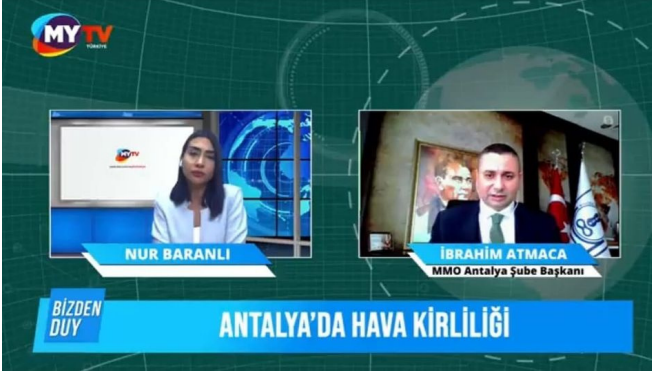 MYTV
TÜRKİYE
MYTV
NUR BARANLI
İBRAHİM ATMACA
MMO Antalya Şube Başkanı
BİZDEN
DUY
ANTALYA'DA HAVA KİRLİLİĞİ